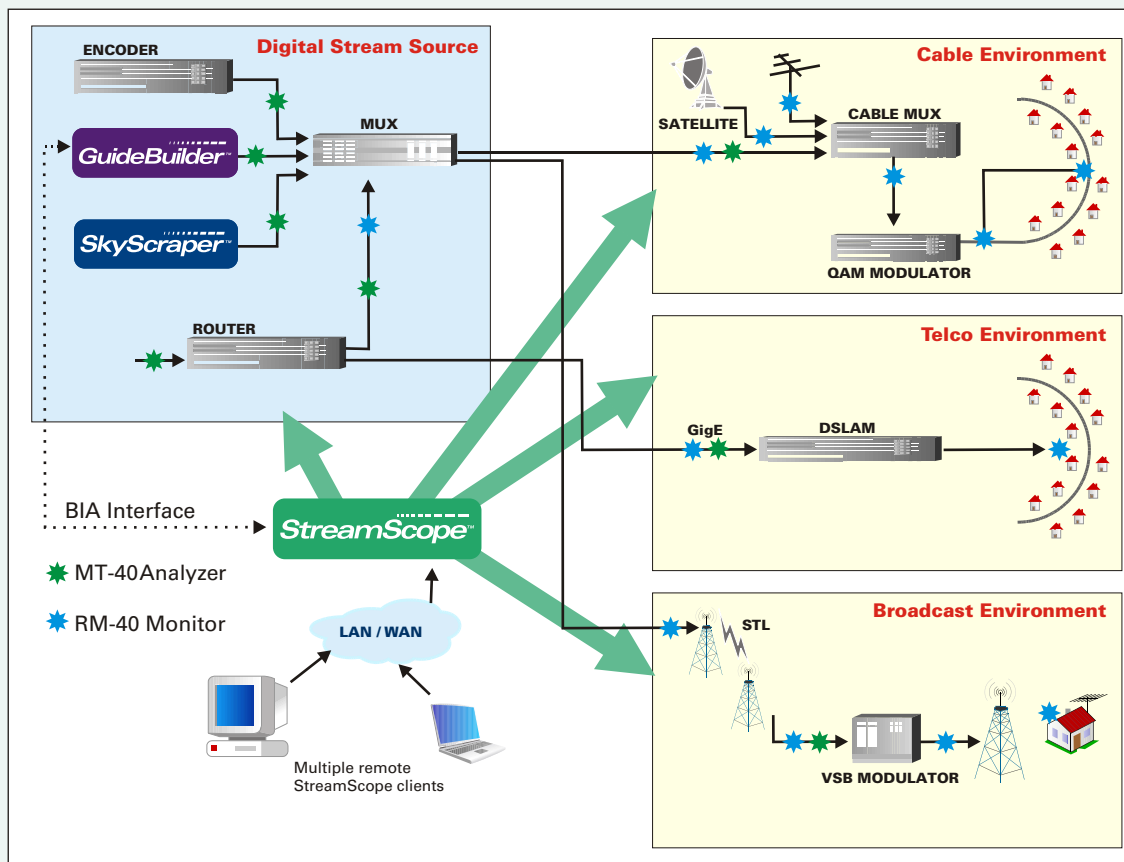 Digital Stream Source
ENCODER
GuideBuilder™
SkyScraper™
MUX
ROUTER
Cable Environment
SATELLITE
CABLE MUX
QAM MODULATOR
Telco Environment
GigE
DSLAM
BIA Interface
StreamScope™
MT-40Analyzer
RM-40 Monitor
LAN / WAN
Multiple remote
StreamScope clients
Broadcast Environment
STL
VSB MODULATOR